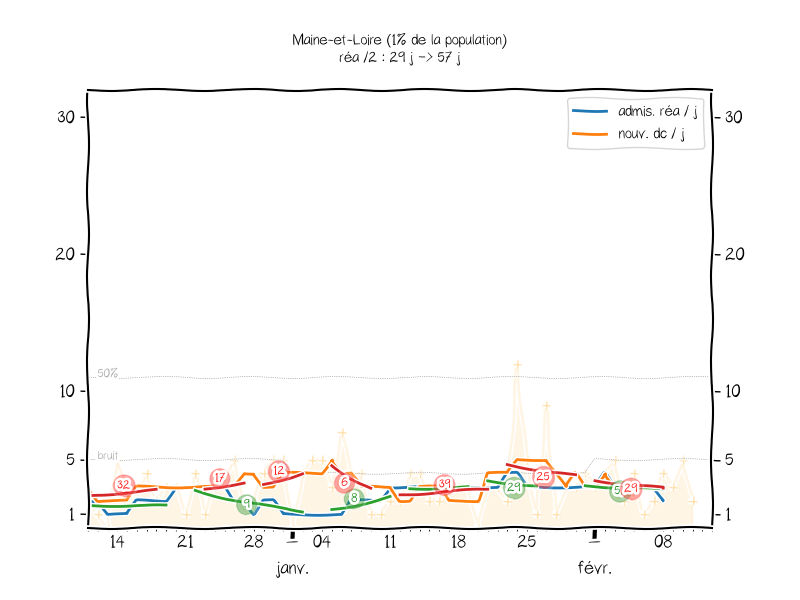 Maine-et-Loire (1% de la population)
réa /2 : 29 j -> 57 j
admis. réa / j
nouv. dc / j
30 30
20 20
50%
10 10
bruit
5 5
1 1
32 17 12 6 39 25 29
9 8 29
14 21 28 04 11 18 25 08
janv. févr.